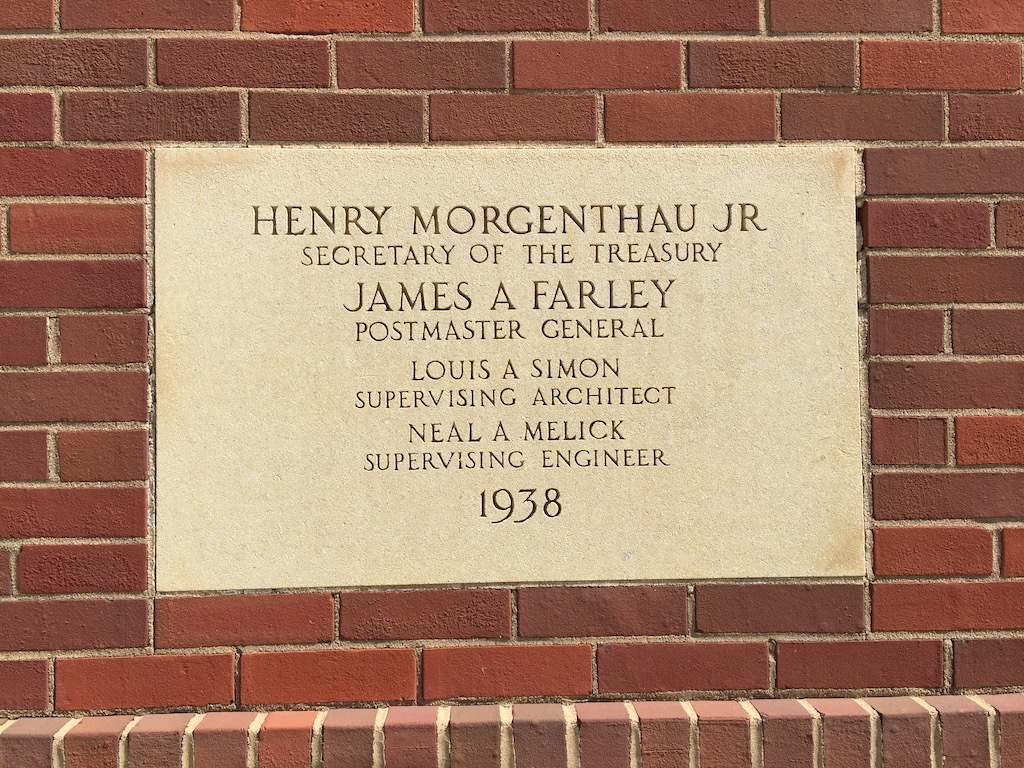 HENRY MORGENTHAU JR
SECRETARY OF THE TREASURY
JAMES A FARLEY
POSTMASTER GENERAL
LOUIS A SIMON
SUPERVISING ARCHITECT
NEAL A MELICK
SUPERVISING ENGINEER
1938